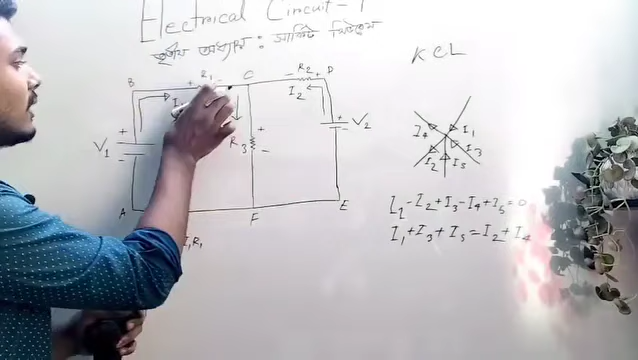 Electrical Circuit - 1
তৃতীয় অধ্যায় : সার্কিট
KCL
B + R₁ - C - R₂ + D
I₂
V₁ + -
R₃ + -
+ - V₂
A F E
I₁R₁
I₄ I₁
I₃
I₂ I₅
I₁-I₂+I₃-I₄+I₅=0
I₁+I₃+I₅=I₂+I₄